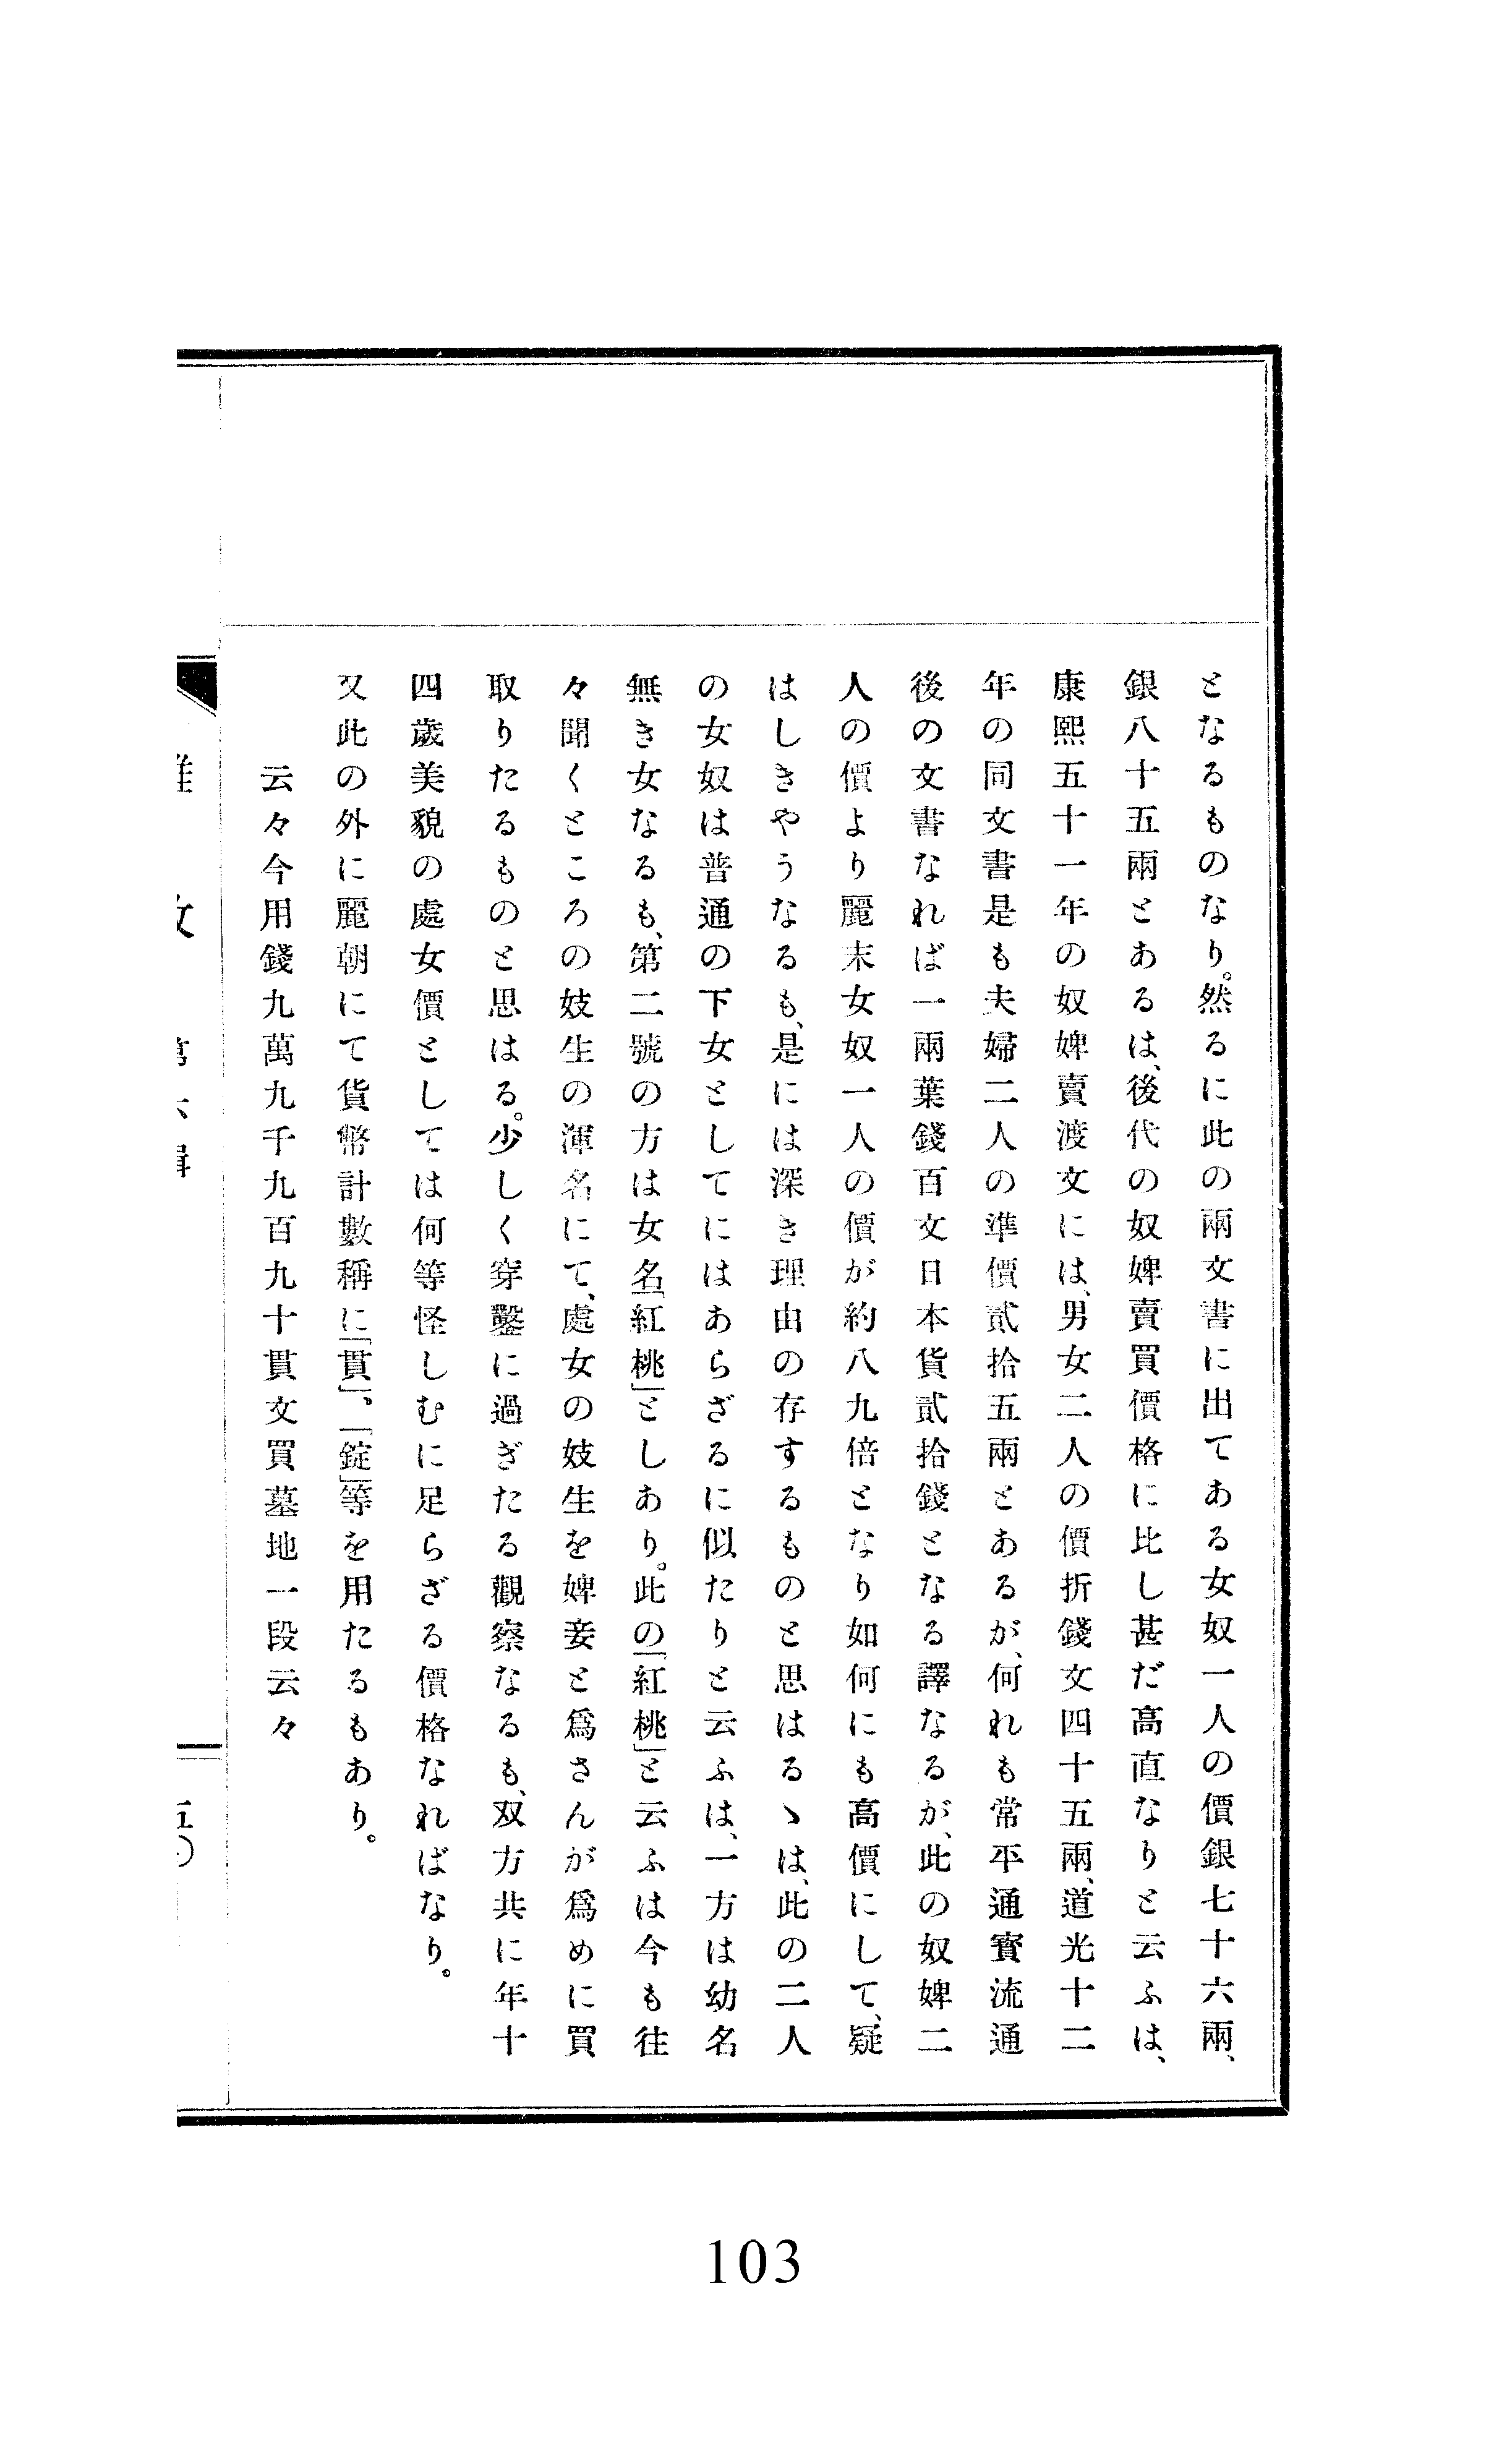 となるものなり。然るに此の兩文書に出てある女奴一人の價銀七十六兩、
銀八十五兩とあるは、後代の奴婢賣買價格に比し甚だ高直なりと云ふは、
康熙五十一年の奴婢賣渡文には、男女二人の價折錢文四十五兩、道光十二
年の同文書是も夫婦二人の準價貳拾五兩とあるが、何れも常平通寶流通
後の文書なれば一兩葉錢百文日本貨貳拾錢となる譯なるが、此の奴婢二
人の價より麗末女奴一人の價が約八九倍となり如何にも高價にして、疑
はしきやうなるも、是には深き理由の存するものと思はるゝは、此の二人
の女奴は普通の下女としてにはあらざるに似たりと云ふは、一方は幼名
無き女なるも、第二號の方は女名「紅桃」としあり。此の「紅桃」と云ふは今も往
々聞くところの妓生の渾名にて、處女の妓生を婢妾と爲さんが爲めに買
取りたるものと思はる。少しく穿鑿に過ぎたる觀察なるも、双方共に年十
四歲美貌の處女價としては何等怪しむに足らざる價格なればなり。
又此の外に麗朝にて貨幣計數稱に「貫」。「錠」等を用たるもあり。
云々今用錢九萬九千九百九十貫文買墓地一段云々
103